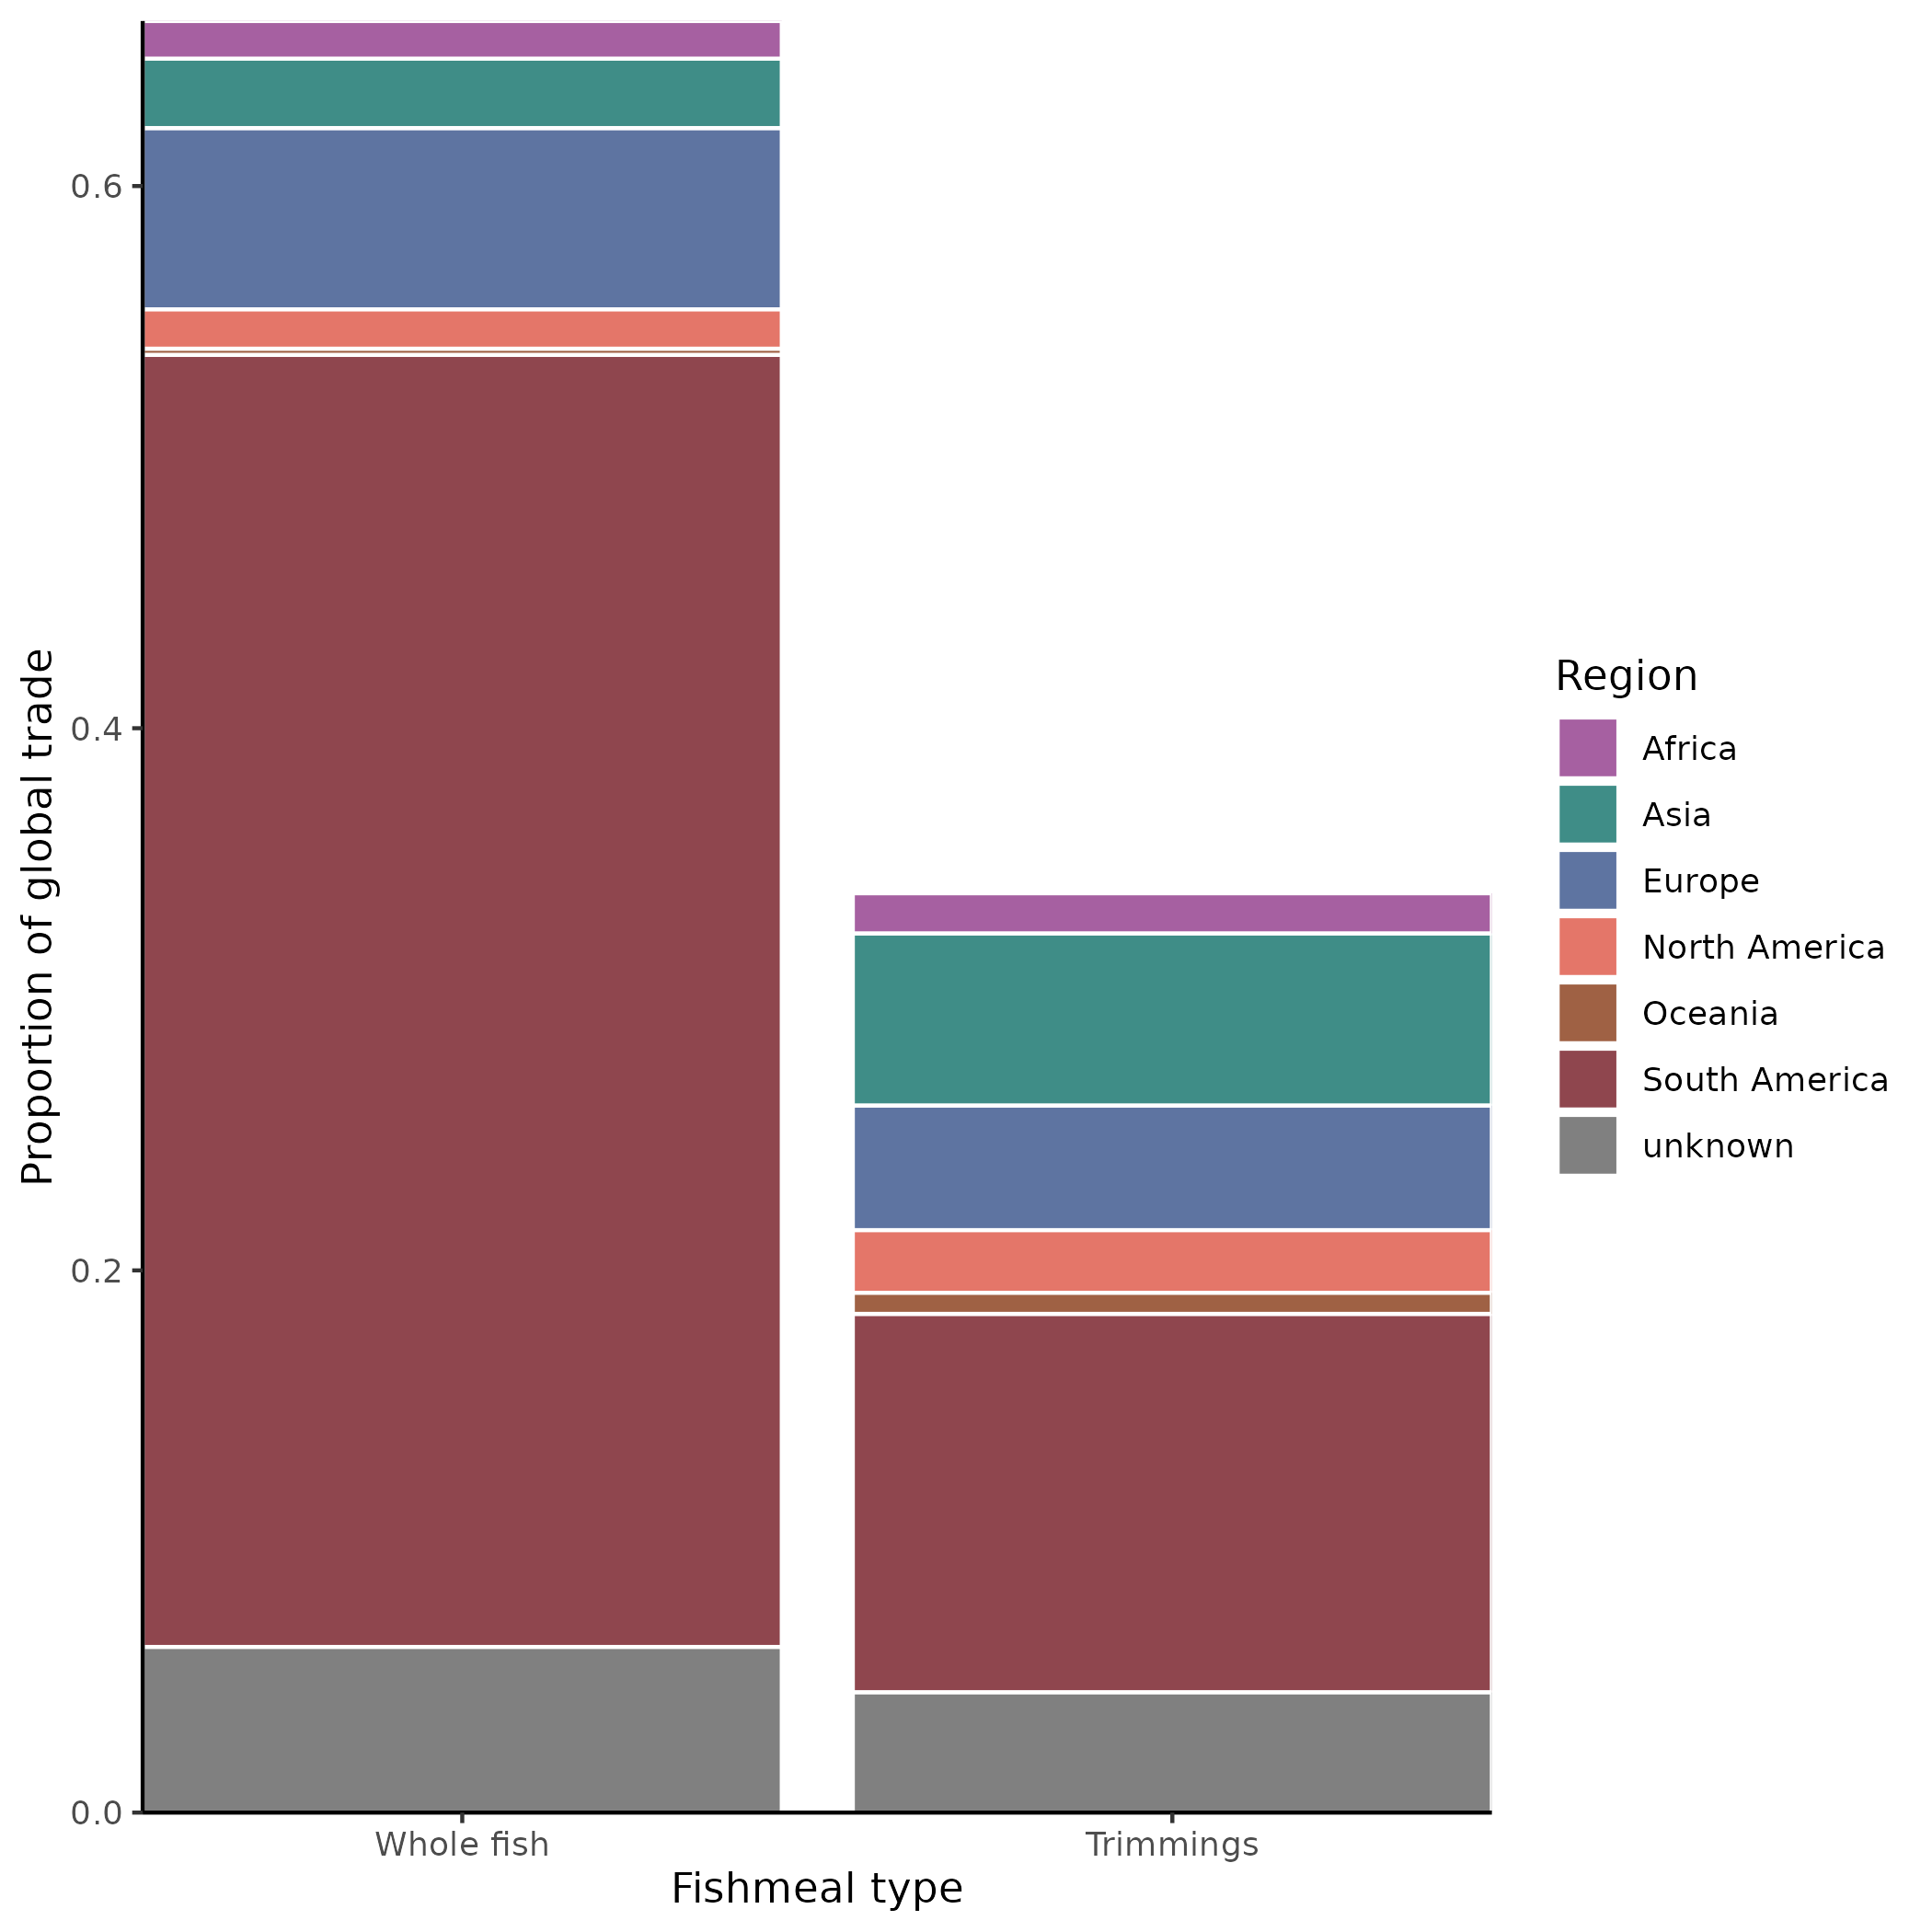 0.6
0.4
0.2
0.0
Proportion of global trade
Whole fish
Trimmings
Fishmeal type
Region
Africa
Asia
Europe
North America
Oceania
South America
unknown